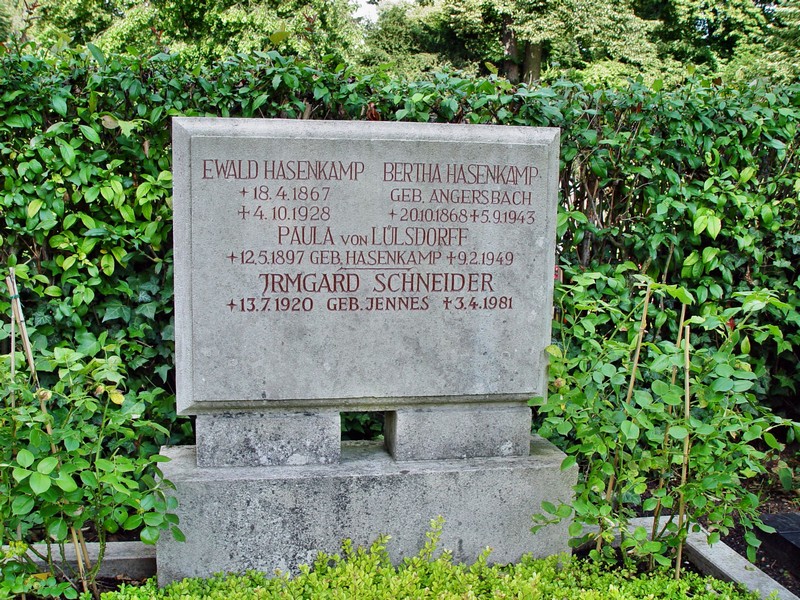 EWALD HASENKAMP
+ 18.4.1867
+ 4.10.1928
BERTHA HASENKAMP
GEB. ANGERSBACH
+20.10.1868 + 5.9.1943
PAULA VON LÜLSDORFF
+12.5.1897 GEB. HASENKAMP +9.2.1949
IRMGARD SCHNEIDER
+13.7.1920 GEB. JENNES +3.4.1981